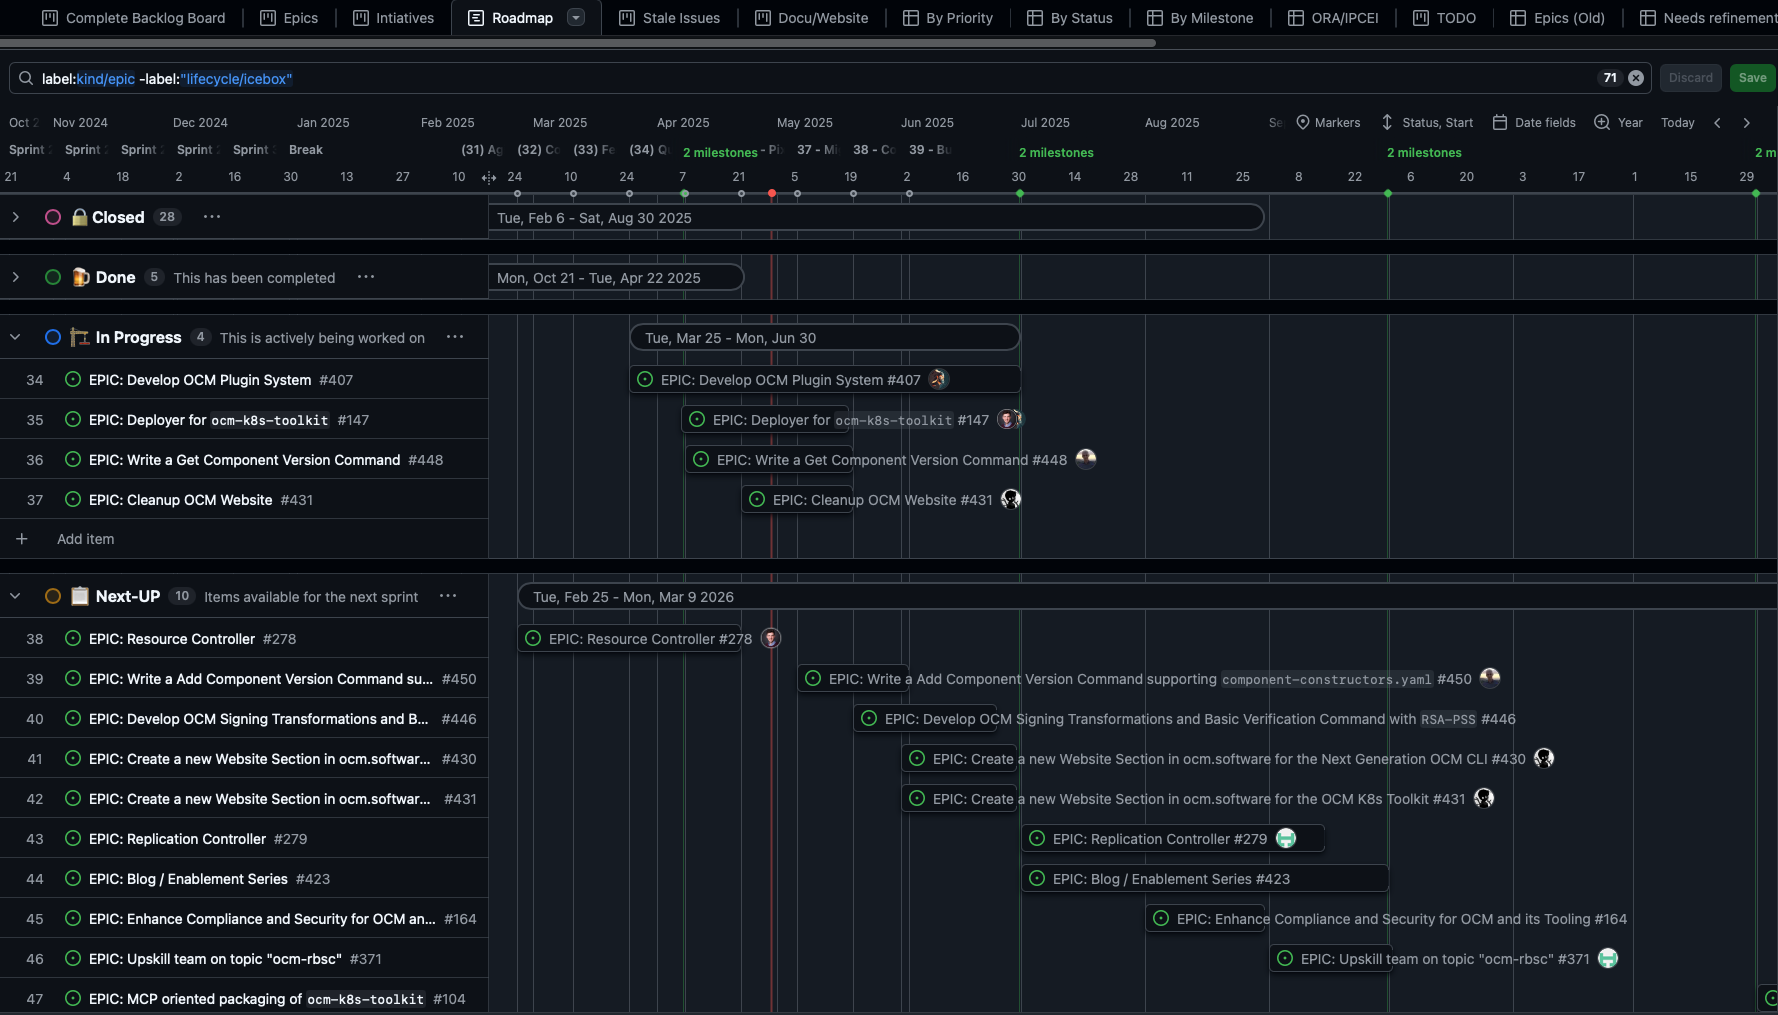 Complete Backlog Board Epics Intiatives Roadmap Stale Issues Docu/Website By Priority By Status By Milestone ORA/IPCEI TODO Epics (Old) Needs refinement
label:kind/epic -label:"lifecycle/icebox" 71 Discard Save
Oct 2 Nov 2024 Dec 2024 Jan 2025 Feb 2025 Mar 2025 Apr 2025 May 2025 Jun 2025 Jul 2025 Aug 2025 Se Markers Status, Start Date fields Year Today
Sprint Sprint Sprint Sprint Sprint Break (31) Ag (32) Co (33) Fe (34) Q 2 milestones 37 - Mi 38 - Co 39 - Bu 2 milestones 2 milestones 2 m
21 4 18 2 16 30 13 27 10 24 10 24 7 21 5 19 2 16 30 14 28 11 25 8 22 6 20 3 17 1 15 29
Closed 28 ... Tue, Feb 6 - Sat, Aug 30 2025
Done 5 This has been completed ... Mon, Oct 21 - Tue, Apr 22 2025
In Progress 4 This is actively being worked on ... Tue, Mar 25 - Mon, Jun 30
34 EPIC: Develop OCM Plugin System #407 EPIC: Develop OCM Plugin System #407
35 EPIC: Deployer for ocm-k8s-toolkit #147 EPIC: Deployer for ocm-k8s-toolkit #147
36 EPIC: Write a Get Component Version Command #448 EPIC: Write a Get Component Version Command #448
37 EPIC: Cleanup OCM Website #431 EPIC: Cleanup OCM Website #431
+ Add item
Next-UP 10 Items available for the next sprint ... Tue, Feb 25 - Mon, Mar 9 2026
38 EPIC: Resource Controller #278 EPIC: Resource Controller #278
39 EPIC: Write a Add Component Version Command su... #450 EPIC: Write a Add Component Version Command supporting component-constructors.yaml #450
40 EPIC: Develop OCM Signing Transformations and B... #446 EPIC: Develop OCM Signing Transformations and Basic Verification Command with RSA-PSS #446
41 EPIC: Create a new Website Section in ocm.softwar... #430 EPIC: Create a new Website Section in ocm.software for the Next Generation OCM CLI #430
42 EPIC: Create a new Website Section in ocm.softwar... #431 EPIC: Create a new Website Section in ocm.software for the OCM K8s Toolkit #431
43 EPIC: Replication Controller #279 EPIC: Replication Controller #279
44 EPIC: Blog / Enablement Series #423 EPIC: Blog / Enablement Series #423
45 EPIC: Enhance Compliance and Security for OCM an... #164 EPIC: Enhance Compliance and Security for OCM and its Tooling #164
46 EPIC: Upskill team on topic "ocm-rbsc" #371 EPIC: Upskill team on topic "ocm-rbsc" #371
47 EPIC: MCP oriented packaging of ocm-k8s-toolkit #104